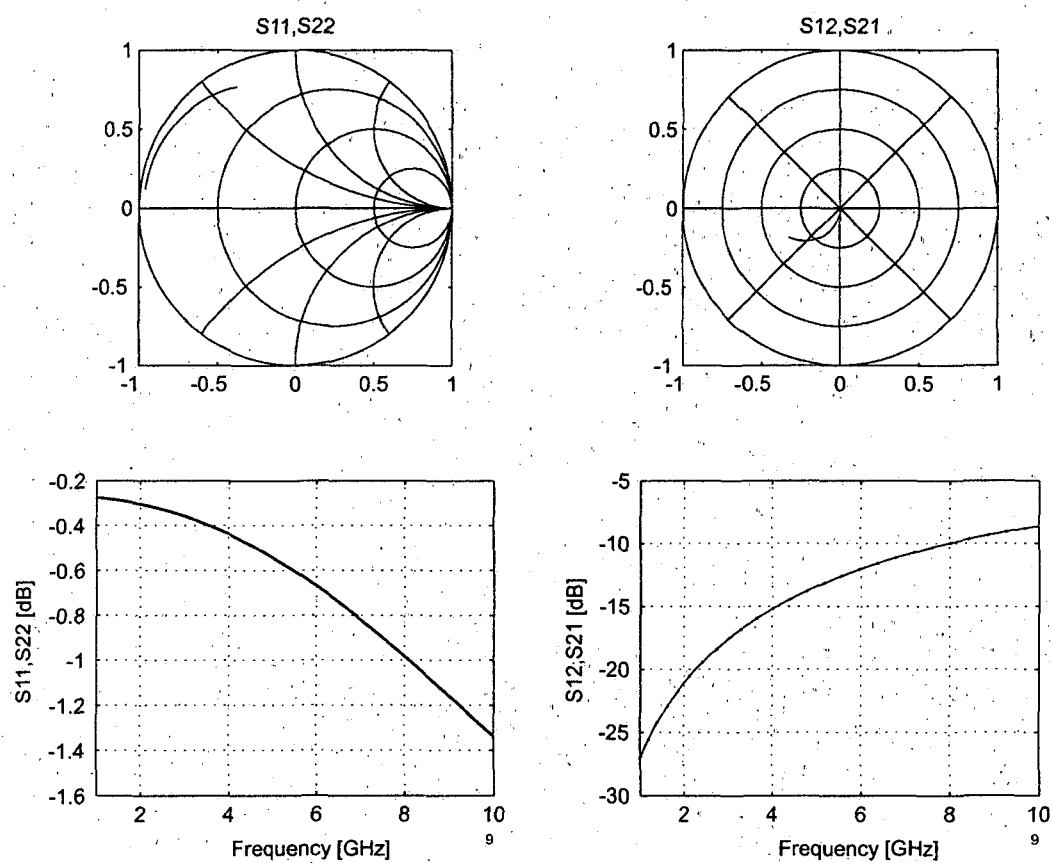 S11,S22
1
0.5
0
-0.5
-1
-1 -0.5 0 0.5 1
S12,S21
1
0.5
0
-0.5
-1
-1 -0.5 0 0.5 1
S11,S22 [dB]
-0.2
-0.4
-0.6
-0.8
-1
-1.2
-1.4
-1.6
2 4 6 8 10
9
Frequency [GHz]
S12,S21 [dB]
-5
-10
-15
-20
-25
-30
2 4 6 8 10
9
Frequency [GHz]